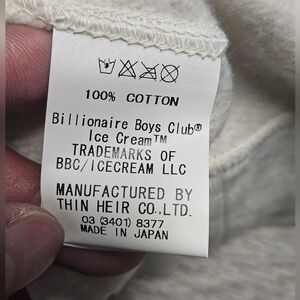 100% COTTON
Billionaire Boys Club®
Ice Cream™
TRADEMARKS OF
BBC/ICECREAM LLC
MANUFACTURED BY
THIN HEIR CO.,LTD.
03 (3401) 8377
MADE IN JAPAN